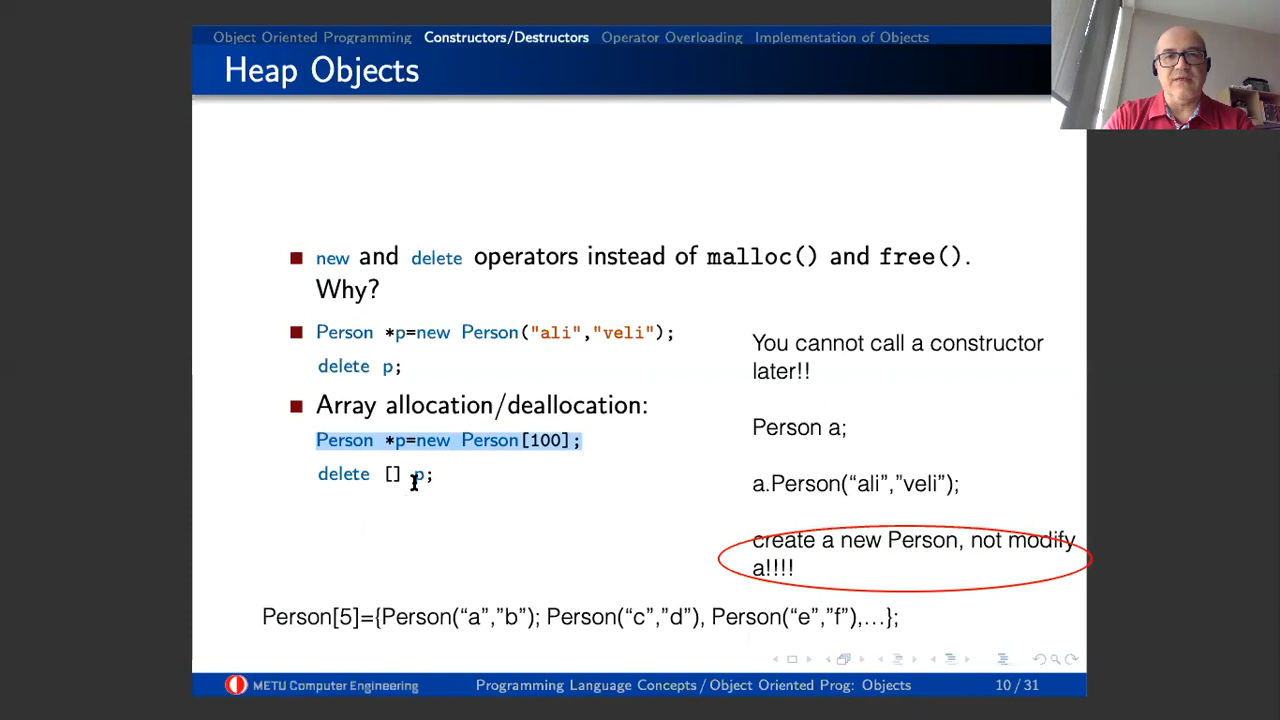 Object Oriented Programming Constructors/Destructors Operator Overloading Implementation of Objects
Heap Objects
new and delete operators instead of malloc() and free().
Why?
Person *p=new Person("ali","veli");
delete p;
Array allocation/deallocation:
Person *p=new Person[100];
delete [] p;
You cannot call a constructor
later!!
Person a;
a.Person(“ali”,”veli”);
create a new Person, not modify
a!!!!
Person[5]={Person(“a”,”b”); Person(“c”,”d”), Person(“e”,”f”),…};
METU Computer Engineering Programming Language Concepts / Object Oriented Prog: Objects 10 / 31